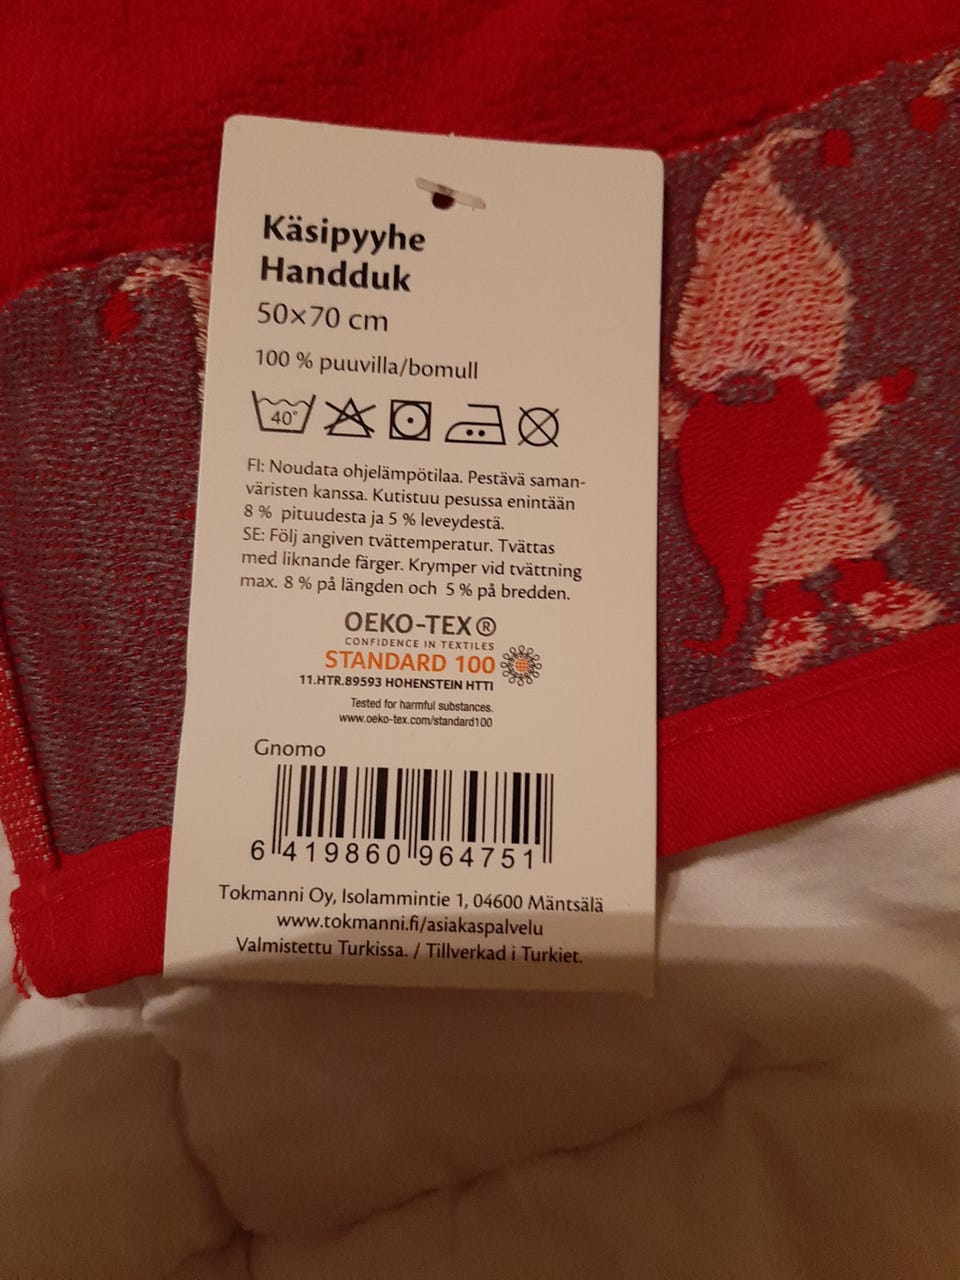 Käsipyyhe
Handduk
50×70 cm
100 % puuvilla/bomull
40°
FI: Noudata ohjelämpötilaa. Pestävä saman-
väristen kanssa. Kutistuu pesussa enintään
8 % pituudesta ja 5 % leveydestä.
SE: Följ angiven tvättemperatur. Tvättas
med liknande färger. Krymper vid tvättning
max. 8 % på längden och 5 % på bredden.
OEKO-TEX®
CONFIDENCE IN TEXTILES
STANDARD 100
11.HTR.89593 HOHENSTEIN HTTI
Tested for harmful substances.
www.oeko-tex.com/standard100
Gnomo
6 419860 964751
Tokmanni Oy, Isolammintie 1, 04600 Mäntsälä
www.tokmanni.fi/asiakaspalvelu
Valmistettu Turkissa. / Tillverkad i Turkiet.